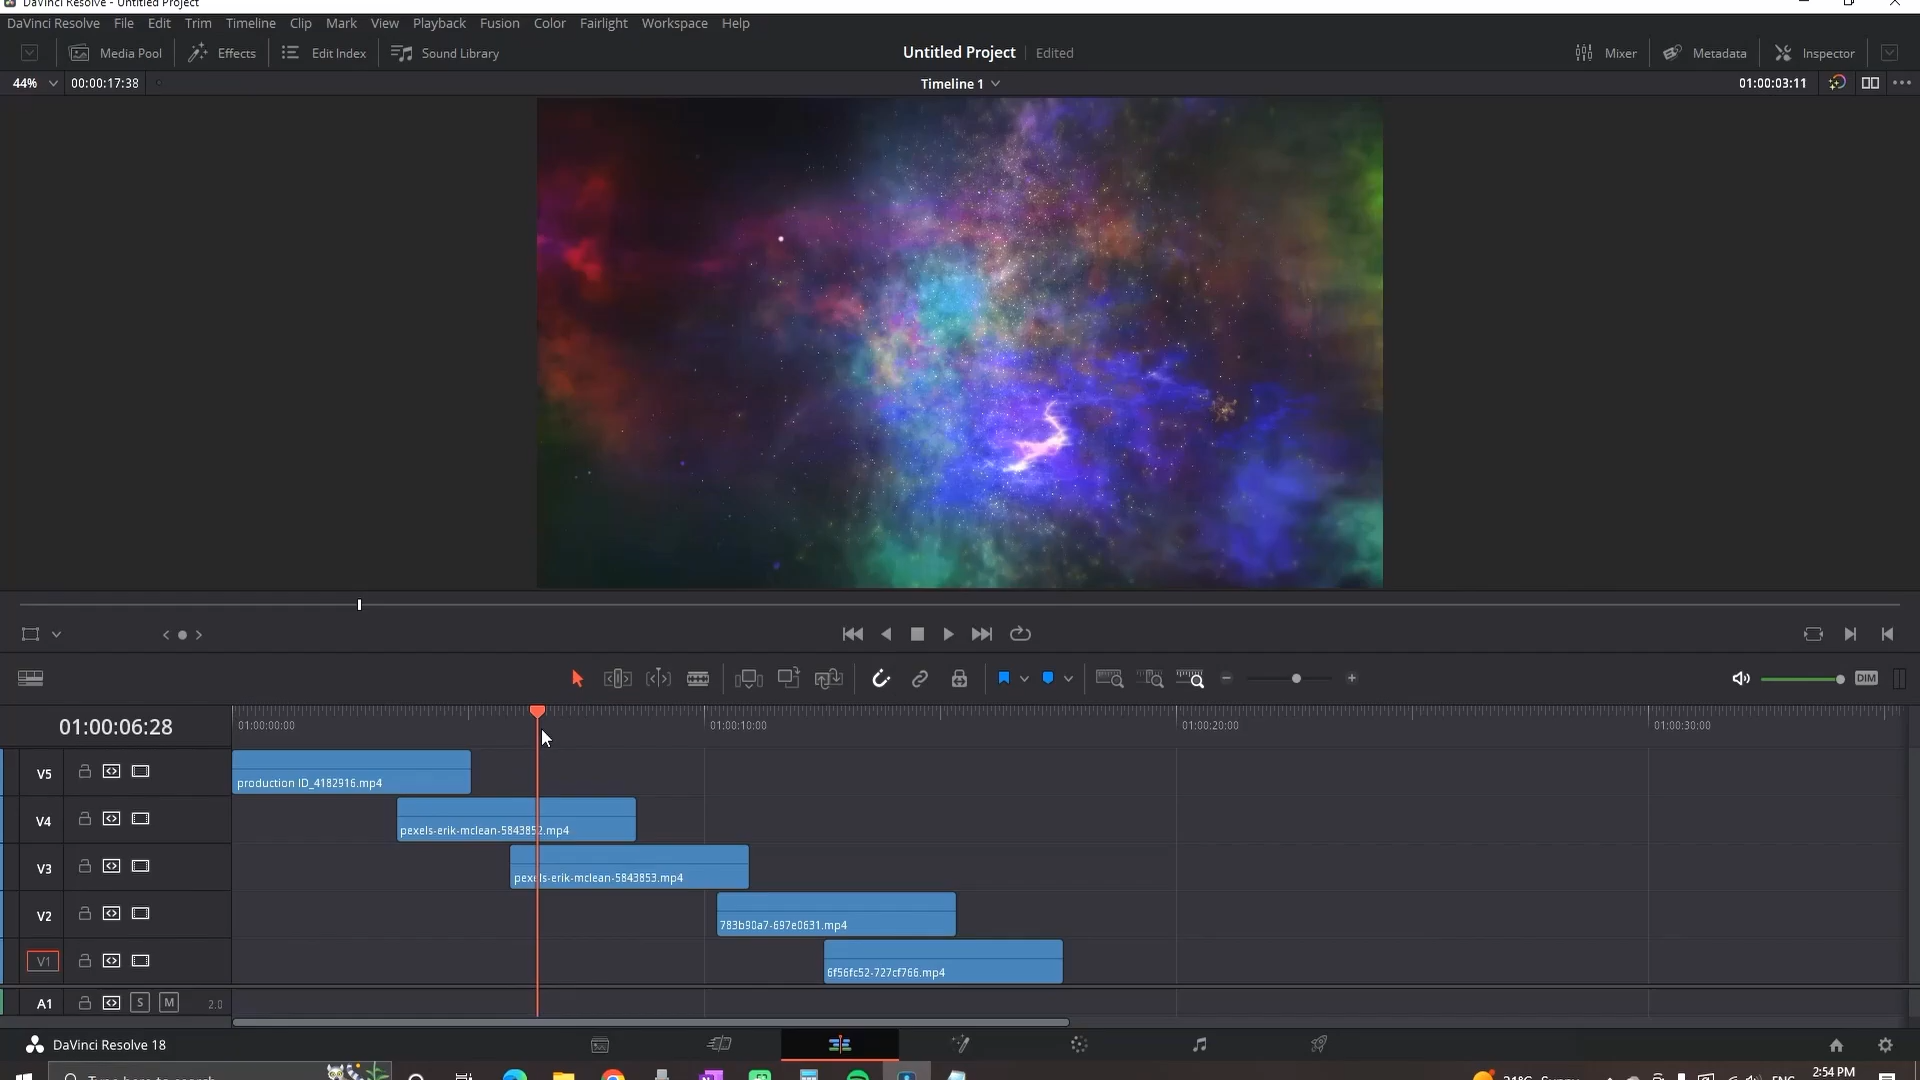 DaVinci Resolve - Untitled Project
DaVinci Resolve File Edit Trim Timeline Clip Mark View Playback Fusion Color Fairlight Workspace Help
Media Pool Effects Edit Index Sound Library Untitled Project Edited Mixer Metadata Inspector
44% 00:00:17:38 Timeline 1 01:00:03:11
DIM
01:00:06:28 01:00:00:00 01:00:10:00 01:00:20:00 01:00:30:00
V5 production ID_4182916.mp4
V4 pexels-erik-mclean-5843852.mp4
V3 pexels-erik-mclean-5843853.mp4
V2 783b90a7-697e0631.mp4
V1 6f56fc52-727cf766.mp4
A1 S M 2.0
DaVinci Resolve 18
Type here to search 2:54 PM